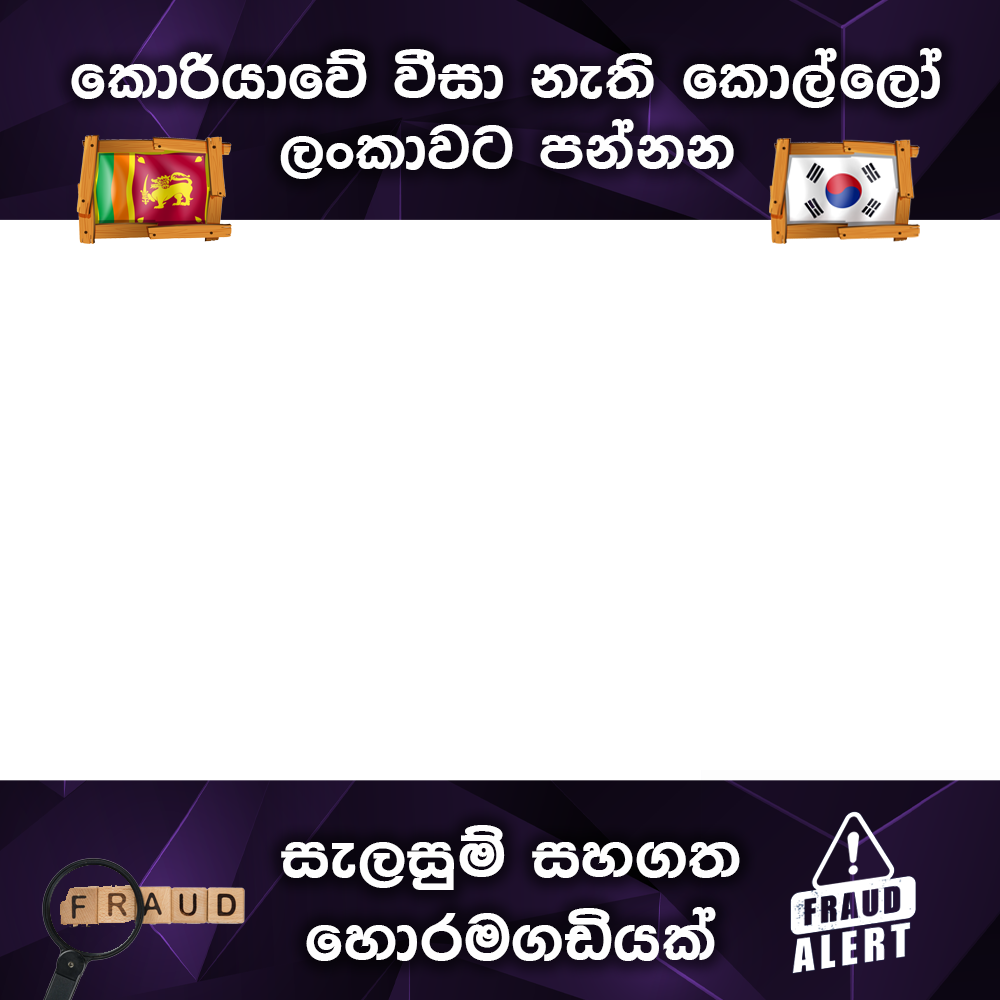 කොරියාවේ වීසා නැති කොල්ලෝ
ලංකාවට පන්නන
සැලසුම් සහගත
හොරමගඩියක්
FRAUD
FRAUD
ALERT